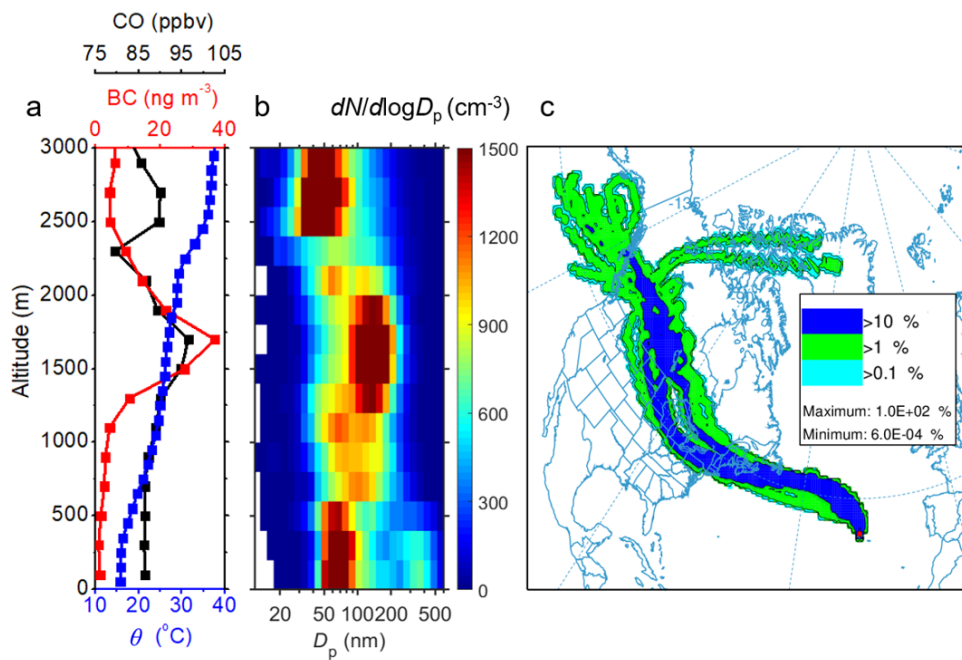 CO (ppbv)
75 85 95 105
a
BC (ng m-3)
0 20 40
b
dN/dlogDp (cm-3)
c
3000
2500
2000
1500
1000
500
0
Altitude (m)
10 20 30 40
θ (oC)
20 50 100 200 500
Dp (nm)
1500
1200
900
600
300
0
-135
>10 %
>1 %
>0.1 %
Maximum: 1.0E+02 %
Minimum: 6.0E-04 %